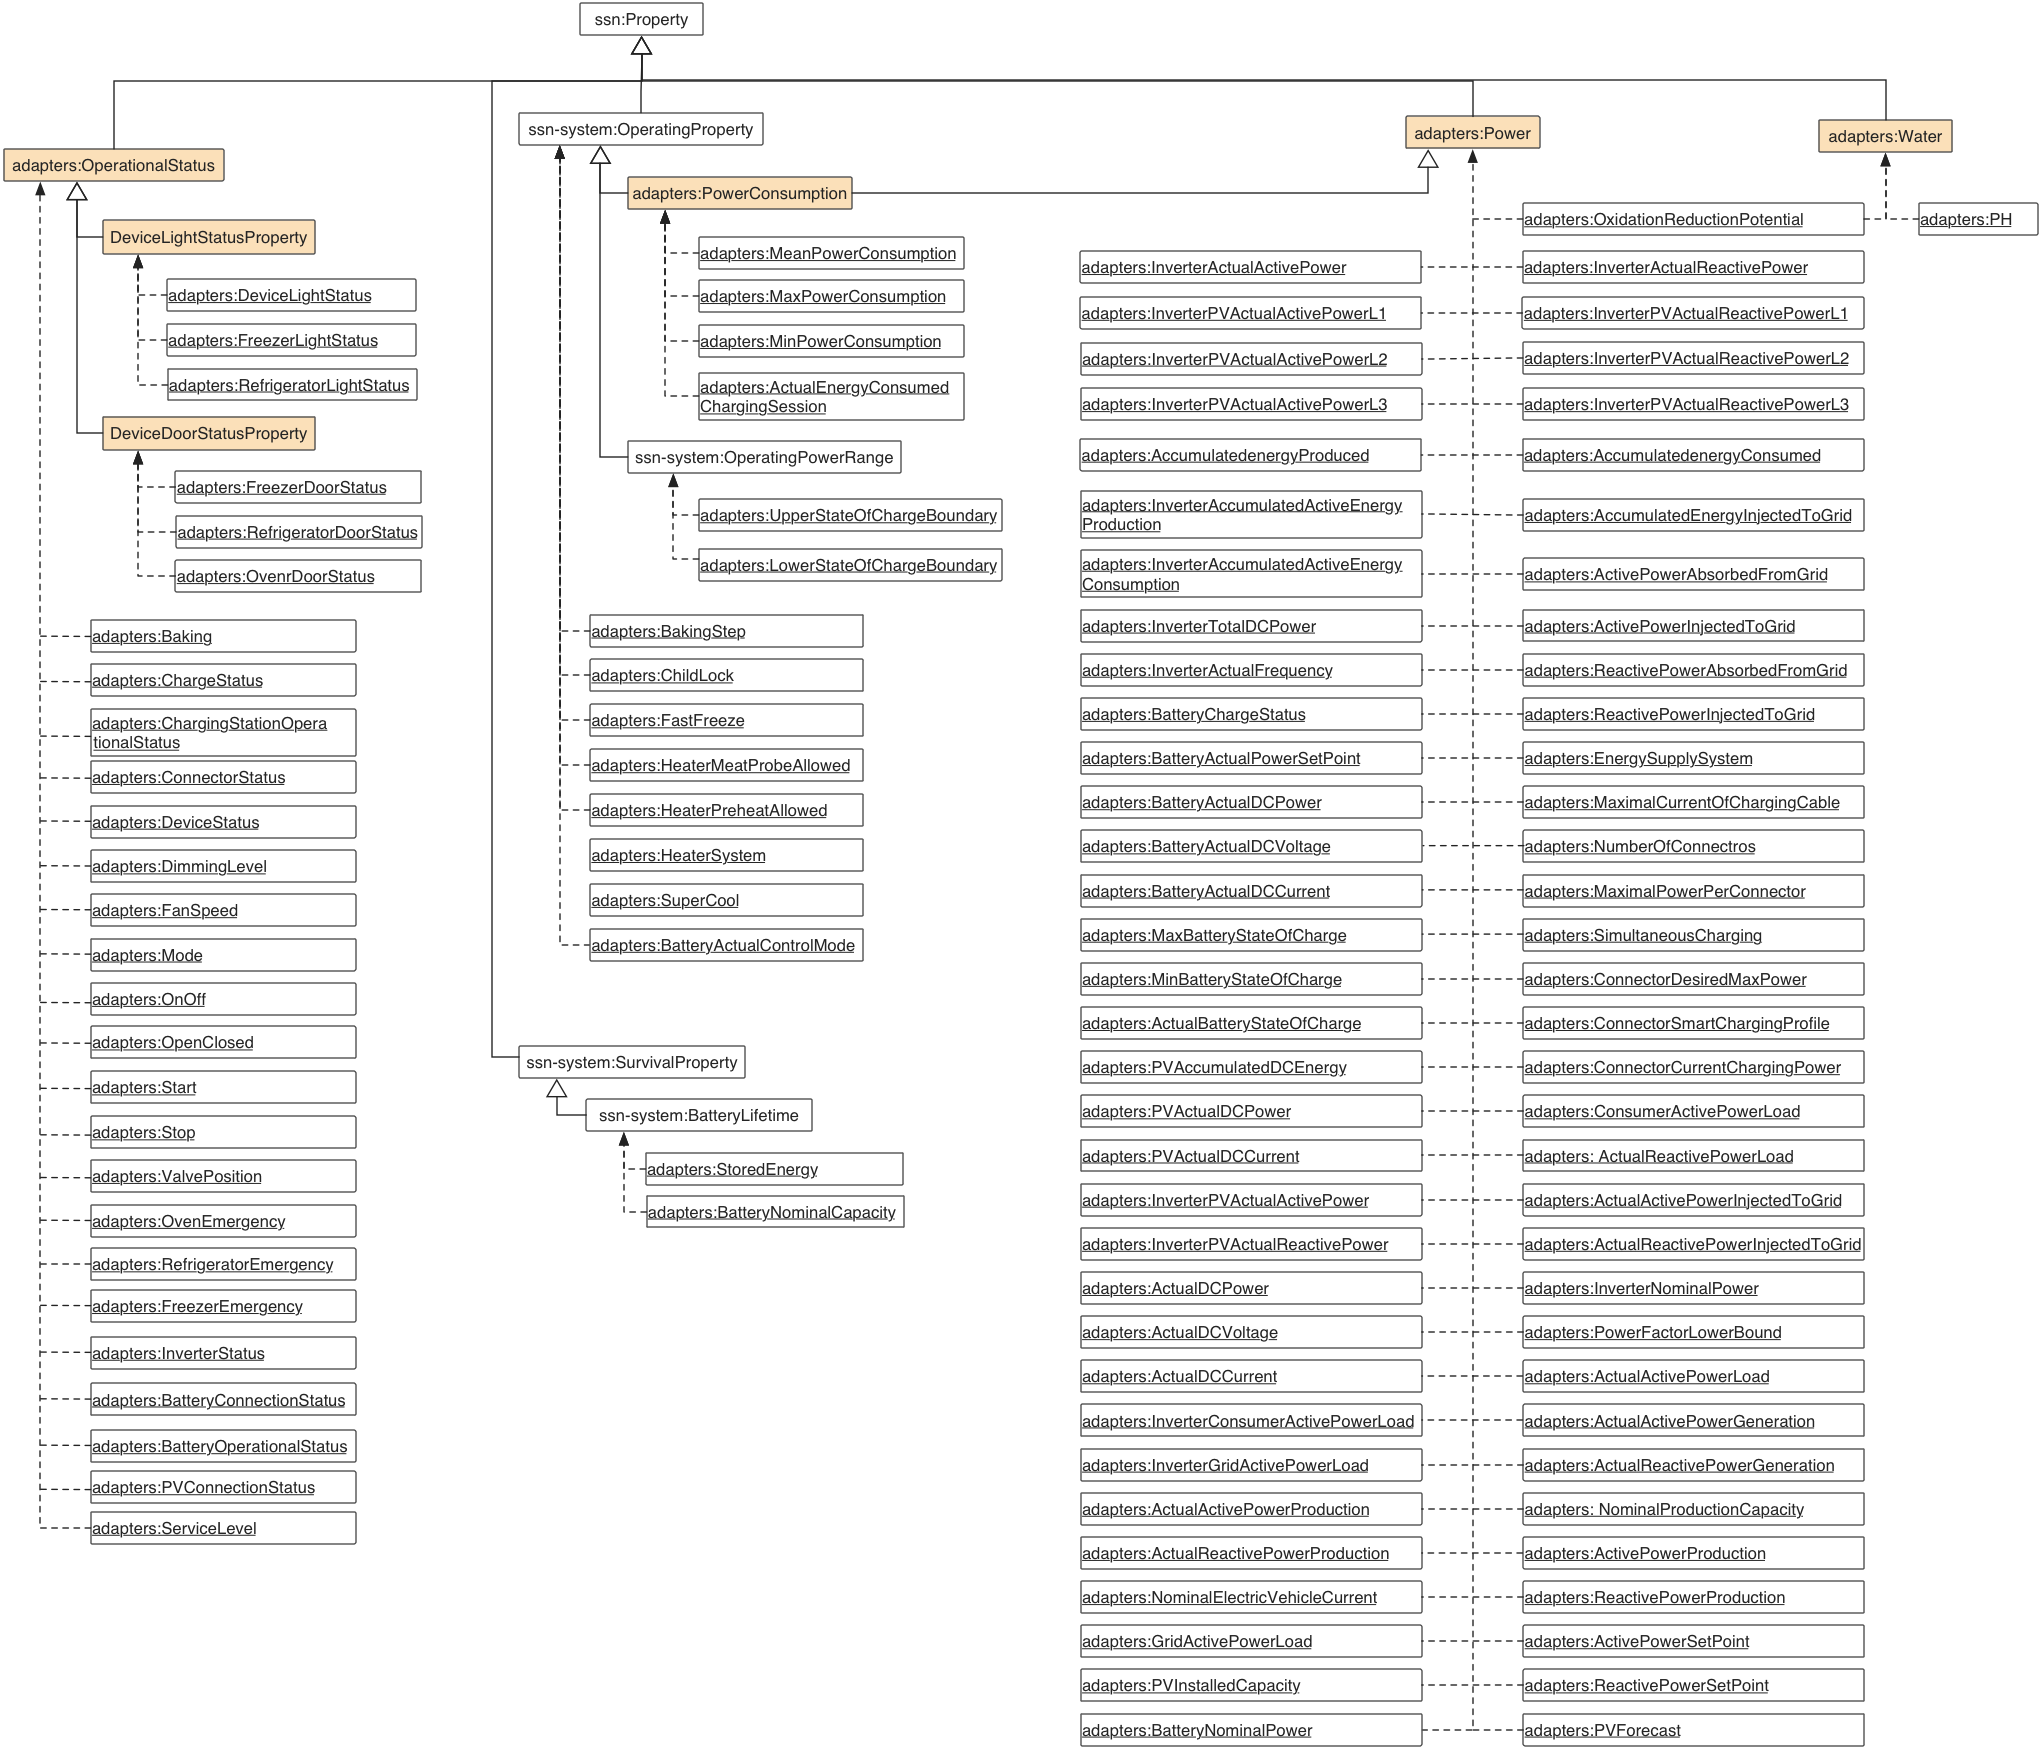 ssn:Property
adapters:OperationalStatus
DeviceLightStatusProperty
adapters:DeviceLightStatus
adapters:FreezerLightStatus
adapters:RefrigeratorLightStatus
DeviceDoorStatusProperty
adapters:FreezerDoorStatus
adapters:RefrigeratorDoorStatus
adapters:OvenrDoorStatus
adapters:Baking
adapters:ChargeStatus
adapters:ChargingStationOpera
tionalStatus
adapters:ConnectorStatus
adapters:DeviceStatus
adapters:DimmingLevel
adapters:FanSpeed
adapters:Mode
adapters:OnOff
adapters:OpenClosed
adapters:Start
adapters:Stop
adapters:ValvePosition
adapters:OvenEmergency
adapters:RefrigeratorEmergency
adapters:FreezerEmergency
adapters:InverterStatus
adapters:BatteryConnectionStatus
adapters:BatteryOperationalStatus
adapters:PVConnectionStatus
adapters:ServiceLevel
ssn-system:OperatingProperty
adapters:PowerConsumption
adapters:MeanPowerConsumption
adapters:MaxPowerConsumption
adapters:MinPowerConsumption
adapters:ActualEnergyConsumed
ChargingSession
ssn-system:OperatingPowerRange
adapters:UpperStateOfChargeBoundary
adapters:LowerStateOfChargeBoundary
adapters:BakingStep
adapters:ChildLock
adapters:FastFreeze
adapters:HeaterMeatProbeAllowed
adapters:HeaterPreheatAllowed
adapters:HeaterSystem
adapters:SuperCool
adapters:BatteryActualControlMode
ssn-system:SurvivalProperty
ssn-system:BatteryLifetime
adapters:StoredEnergy
adapters:BatteryNominalCapacity
adapters:Power
adapters:Water
adapters:OxidationReductionPotential
adapters:PH
adapters:InverterActualActivePower
adapters:InverterActualReactivePower
adapters:InverterPVActualActivePowerL1
adapters:InverterPVActualReactivePowerL1
adapters:InverterPVActualActivePowerL2
adapters:InverterPVActualReactivePowerL2
adapters:InverterPVActualActivePowerL3
adapters:InverterPVActualReactivePowerL3
adapters:AccumulatedenergyProduced
adapters:AccumulatedenergyConsumed
adapters:InverterAccumulatedActiveEnergy
Production
adapters:AccumulatedEnergyInjectedToGrid
adapters:InverterAccumulatedActiveEnergy
Consumption
adapters:ActivePowerAbsorbedFromGrid
adapters:InverterTotalDCPower
adapters:ActivePowerInjectedToGrid
adapters:InverterActualFrequency
adapters:ReactivePowerAbsorbedFromGrid
adapters:BatteryChargeStatus
adapters:ReactivePowerInjectedToGrid
adapters:BatteryActualPowerSetPoint
adapters:EnergySupplySystem
adapters:BatteryActualDCPower
adapters:MaximalCurrentOfChargingCable
adapters:BatteryActualDCVoltage
adapters:NumberOfConnectros
adapters:BatteryActualDCCurrent
adapters:MaximalPowerPerConnector
adapters:MaxBatteryStateOfCharge
adapters:SimultaneousCharging
adapters:MinBatteryStateOfCharge
adapters:ConnectorDesiredMaxPower
adapters:ActualBatteryStateOfCharge
adapters:ConnectorSmartChargingProfile
adapters:PVAccumulatedDCEnergy
adapters:ConnectorCurrentChargingPower
adapters:PVActualDCPower
adapters:ConsumerActivePowerLoad
adapters:PVActualDCCurrent
adapters: ActualReactivePowerLoad
adapters:InverterPVActualActivePower
adapters:ActualActivePowerInjectedToGrid
adapters:InverterPVActualReactivePower
adapters:ActualReactivePowerInjectedToGrid
adapters:ActualDCPower
adapters:InverterNominalPower
adapters:ActualDCVoltage
adapters:PowerFactorLowerBound
adapters:ActualDCCurrent
adapters:ActualActivePowerLoad
adapters:InverterConsumerActivePowerLoad
adapters:ActualActivePowerGeneration
adapters:InverterGridActivePowerLoad
adapters:ActualReactivePowerGeneration
adapters:ActualActivePowerProduction
adapters: NominalProductionCapacity
adapters:ActualReactivePowerProduction
adapters:ActivePowerProduction
adapters:NominalElectricVehicleCurrent
adapters:ReactivePowerProduction
adapters:GridActivePowerLoad
adapters:ActivePowerSetPoint
adapters:PVInstalledCapacity
adapters:ReactivePowerSetPoint
adapters:BatteryNominalPower
adapters:PVForecast